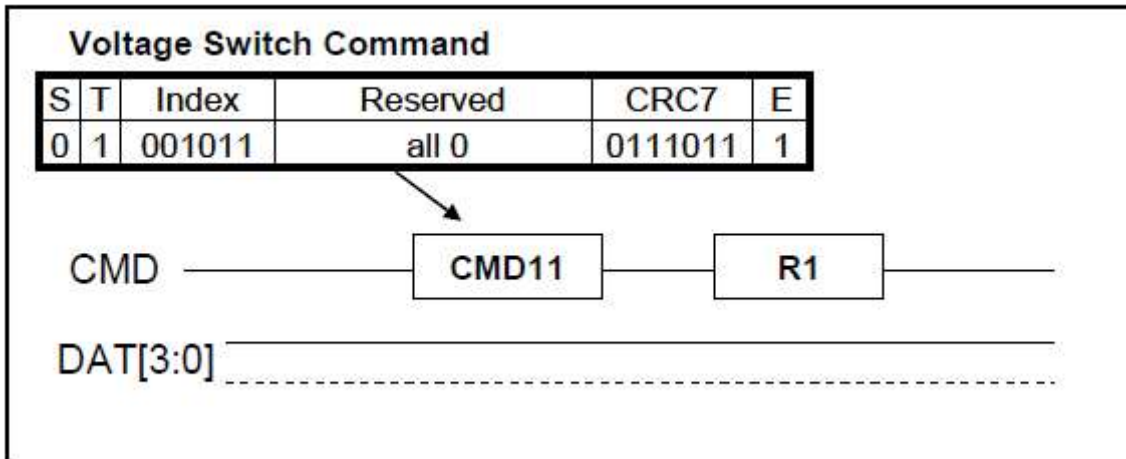 Voltage Switch Command
S T Index Reserved CRC7 E
0 1 001011 all 0 0111011 1
CMD CMD11 R1
DAT[3:0]